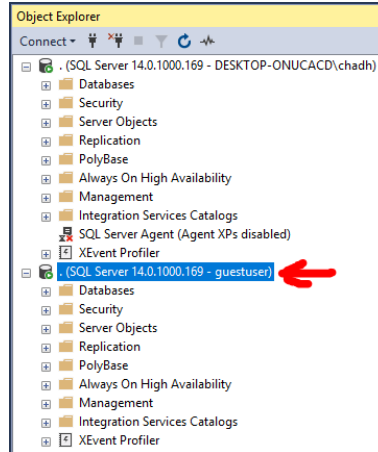 Object Explorer
Connect
. (SQL Server 14.0.1000.169 - DESKTOP-ONUCACD\chadh)
Databases
Security
Server Objects
Replication
PolyBase
Always On High Availability
Management
Integration Services Catalogs
SQL Server Agent (Agent XPs disabled)
XEvent Profiler
. (SQL Server 14.0.1000.169 - guestuser)
Databases
Security
Server Objects
Replication
PolyBase
Always On High Availability
Management
Integration Services Catalogs
XEvent Profiler